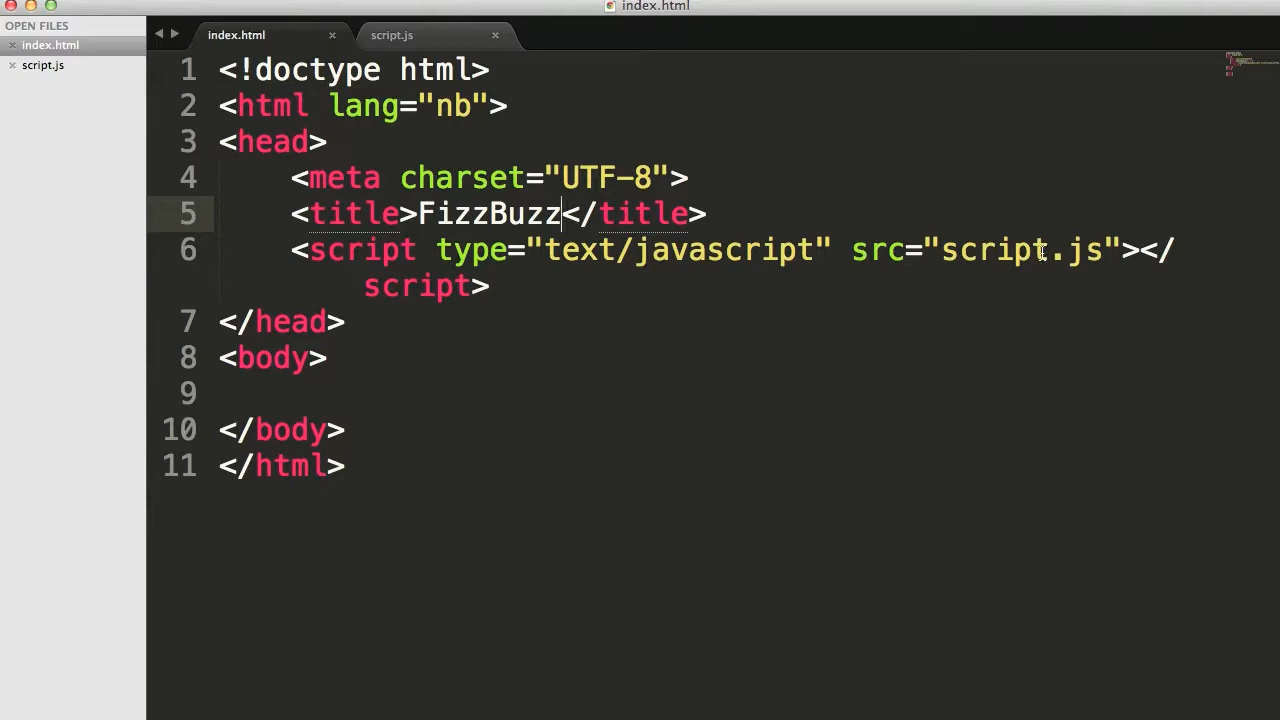 index.html
OPEN FILES
index.html
script.js
index.html
script.js
1 <!doctype html>
2 <html lang="nb">
3 <head>
4 <meta charset="UTF-8">
5 <title>FizzBuzz</title>
6 <script type="text/javascript" src="script.js"></
script>
7 </head>
8 <body>
9
10 </body>
11 </html>